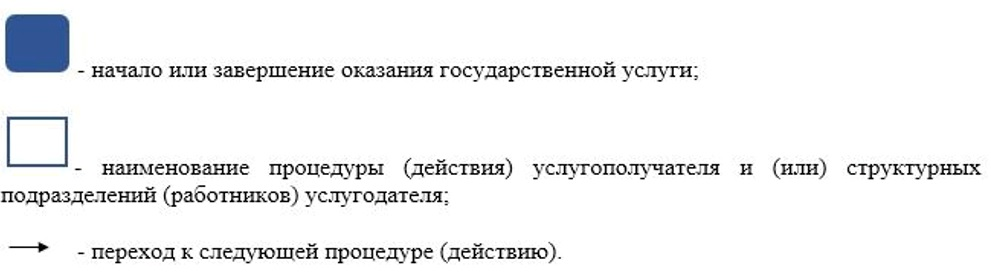 - начало или завершение оказания государственной услуги;
- наименование процедуры (действия) услугополучателя и (или) структурных
подразделений (работников) услугодателя;
- переход к следующей процедуре (действию).